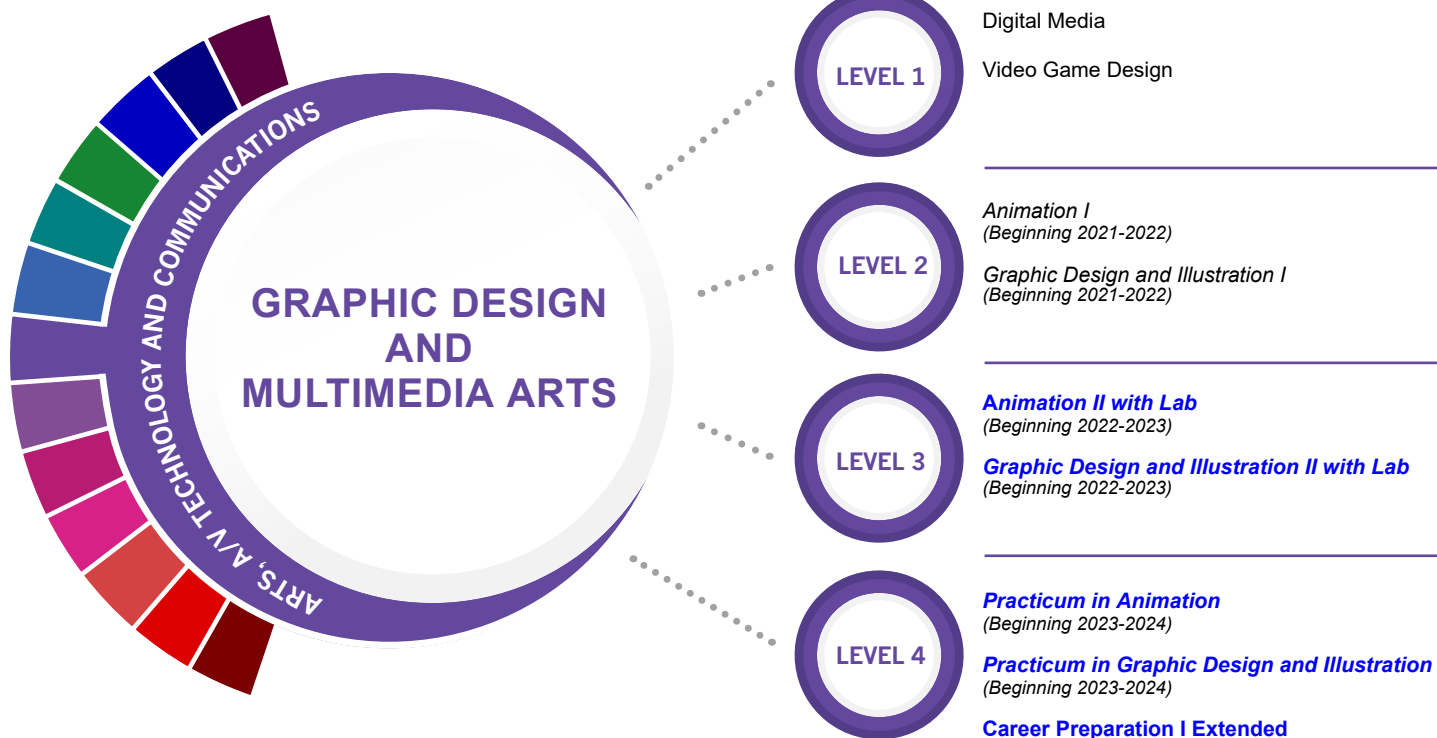 ARTS, A/V TECHNOLOGY AND COMMUNICATIONS
GRAPHIC DESIGN
AND
MULTIMEDIA ARTS
LEVEL 1
Digital Media
Video Game Design
LEVEL 2
Animation I
(Beginning 2021-2022)
Graphic Design and Illustration I
(Beginning 2021-2022)
LEVEL 3
Animation II with Lab
(Beginning 2022-2023)
Graphic Design and Illustration II with Lab
(Beginning 2022-2023)
LEVEL 4
Practicum in Animation
(Beginning 2023-2024)
Practicum in Graphic Design and Illustration
(Beginning 2023-2024)
Career Preparation I Extended